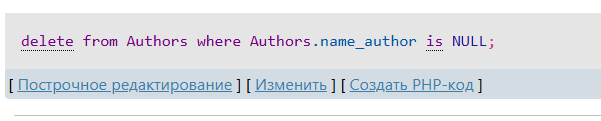 delete from Authors where Authors.name_author is NULL;
[ Построчное редактирование ] [ Изменить ] [ Создать PHP-код ]